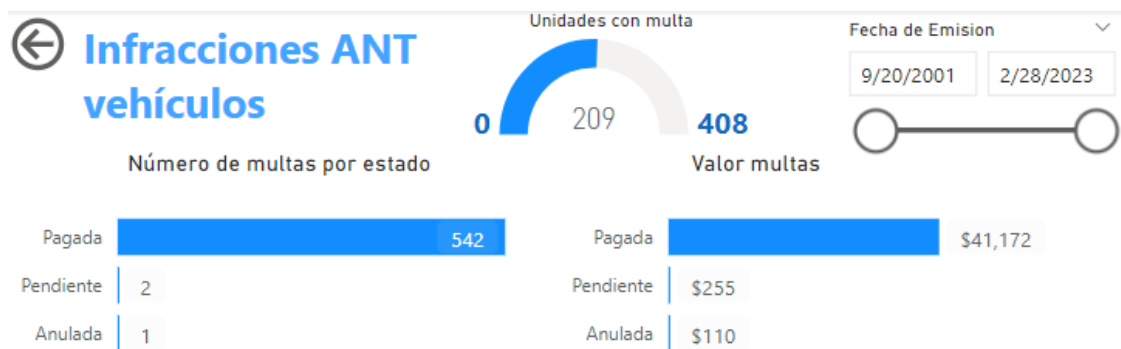 Infracciones ANT
vehículos
Unidades con multa
0
209
408
Fecha de Emision
9/20/2001
2/28/2023
Número de multas por estado
Pagada
542
Pendiente
2
Anulada
1
Valor multas
Pagada
$41,172
Pendiente
$255
Anulada
$110